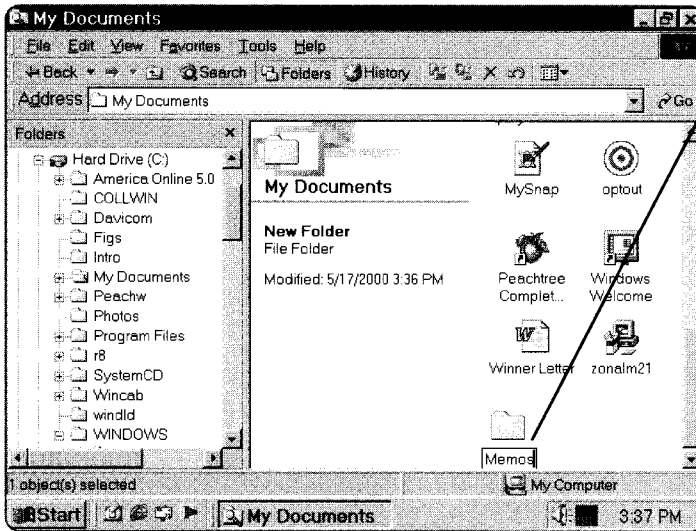 My Documents
File Edit View Favorites Tools Help
Back Search Folders History
Address My Documents Go
Folders
Hard Drive (C:)
America Online 5.0
COLLWIN
Davicom
Figs
Intro
My Documents
Peachw
Photos
Program Files
r8
SystemCD
Wincab
windld
WINDOWS
My Documents
New Folder
File Folder
Modified: 5/17/2000 3:36 PM
MySnap optout
Peachtree Windows
Complet... Welcome
Winner Letter zonalm21
Memos
1 object(s) selected My Computer
Start My Documents 3:37 PM